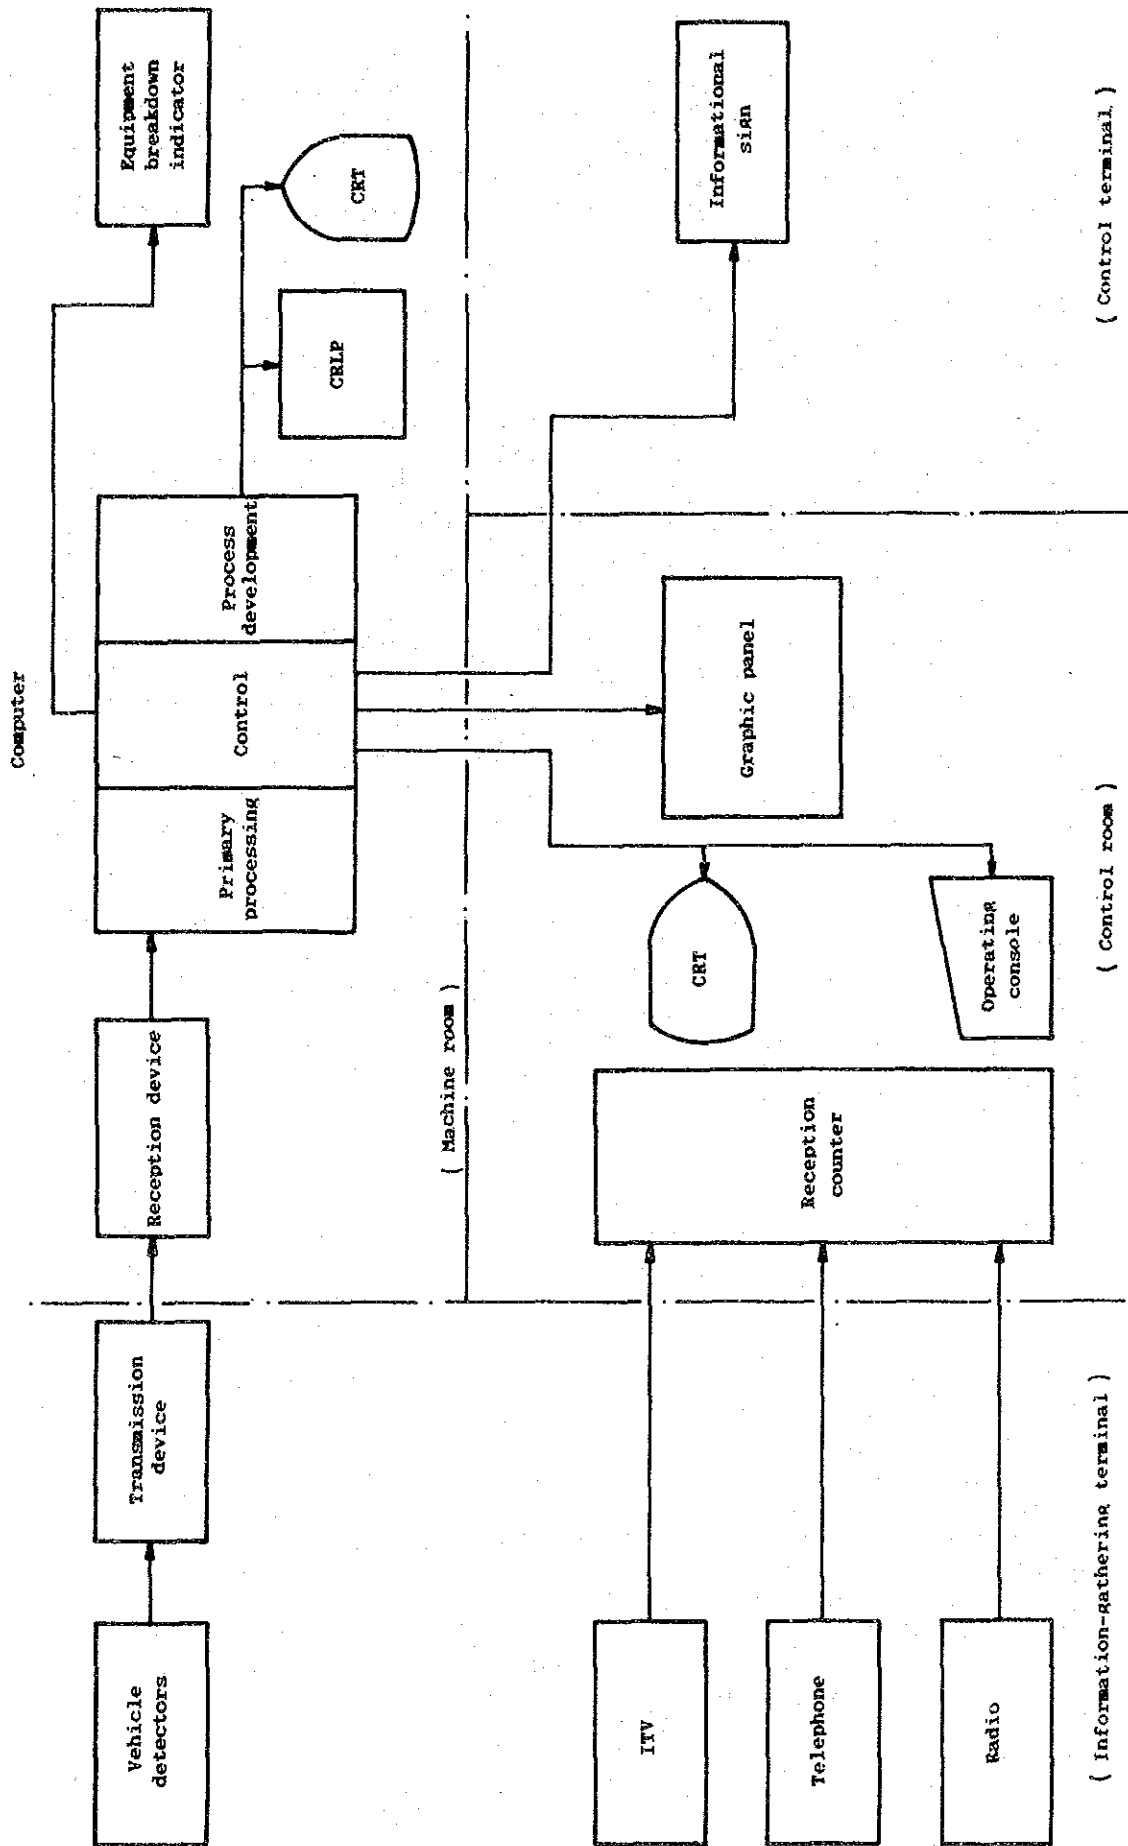 Computer
Vehicle
detectors
Transmission
device
Reception device
Primary
processing
Control
Process
development
Equipment
breakdown
indicator
CRLP
CRT
( Machine room )
ITV
Telephone
Radio
Reception
counter
CRT
Operating
console
Graphic panel
Informational
sign
( Information-gathering terminal )
( Control room )
( Control terminal )